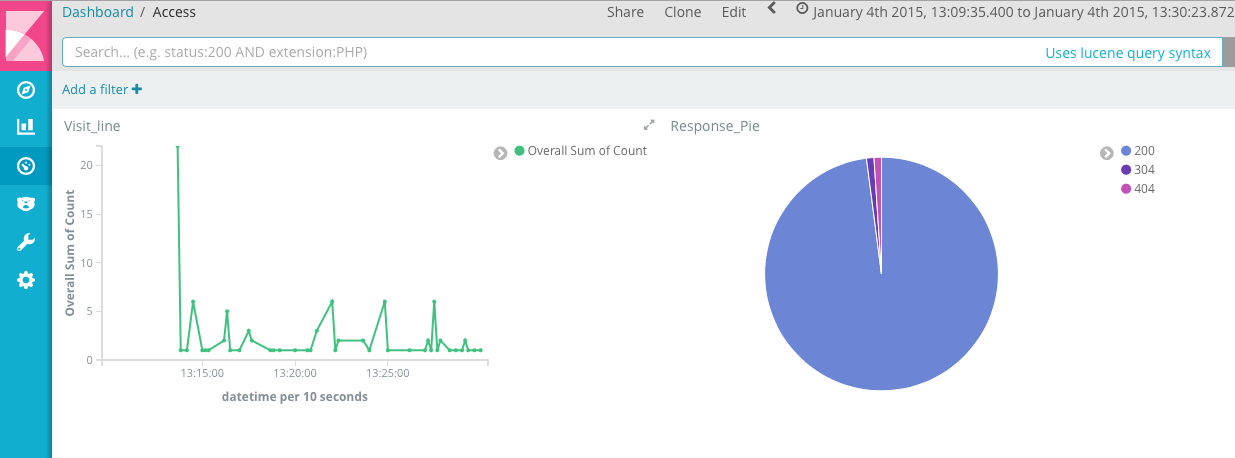 Dashboard / Access Share Clone Edit January 4th 2015, 13:09:35.400 to January 4th 2015, 13:30:23.872
Search... (e.g. status:200 AND extension:PHP) Uses lucene query syntax
Add a filter +
Visit_line
Overall Sum of Count
20
15
10
5
0
13:15:00 13:20:00 13:25:00
datetime per 10 seconds
Overall Sum of Count
Response_Pie
200
304
404